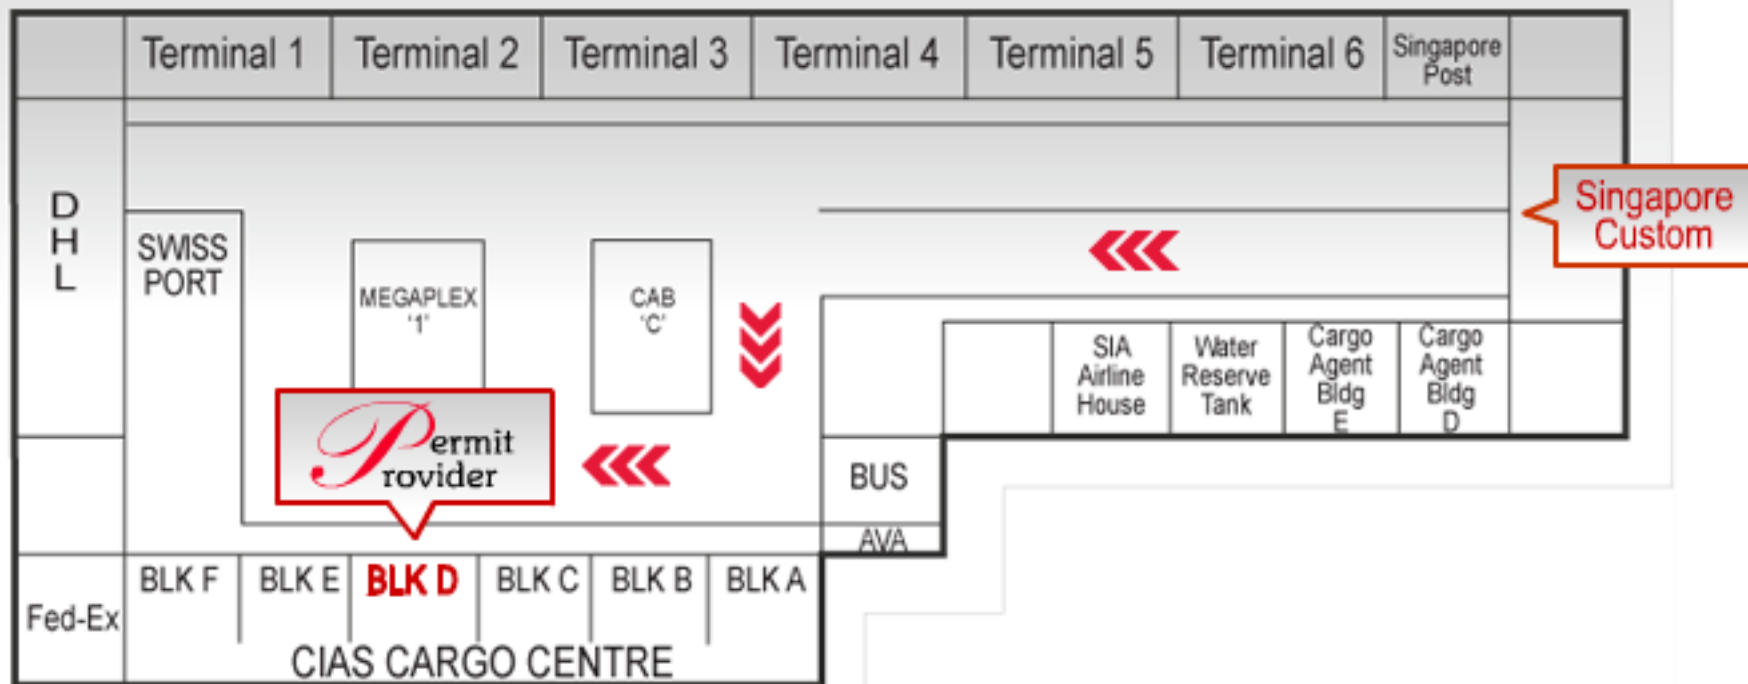 Terminal 1
Terminal 2
Terminal 3
Terminal 4
Terminal 5
Terminal 6
Singapore
Post
D
H
L
SWISS
PORT
MEGAPLEX
'1'
CAB
'C'
Singapore
Custom
SIA
Airline
House
Water
Reserve
Tank
Cargo
Agent
Bldg
E
Cargo
Agent
Bldg
D
Permit
Provider
BUS
AVA
Fed-Ex
BLK F
BLK E
BLK D
BLK C
BLK B
BLK A
CIAS CARGO CENTRE